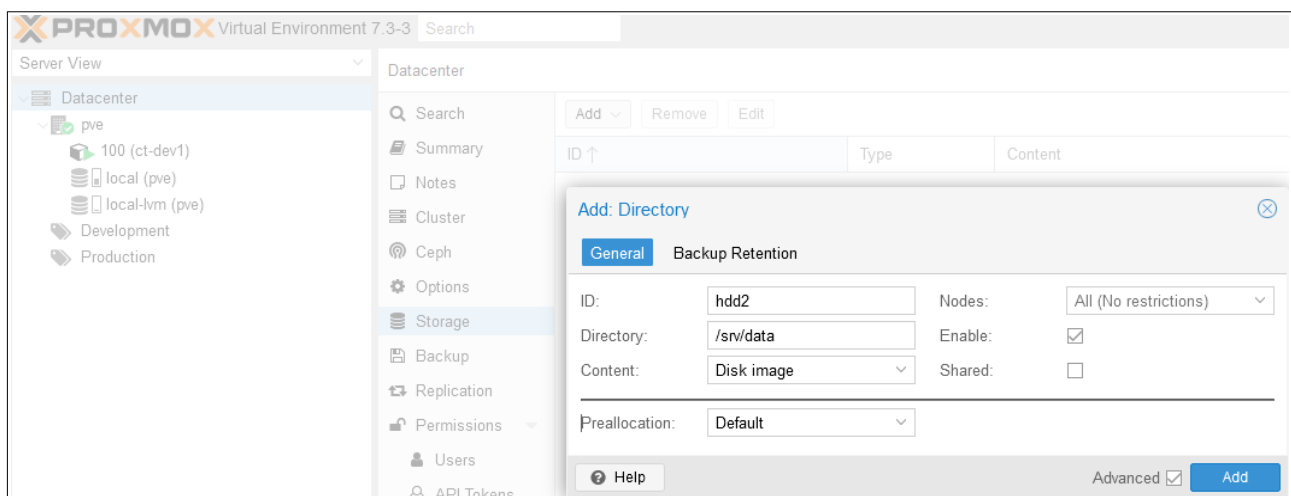 PROXMOX Virtual Environment 7.3-3 Search
Server View
Datacenter
pve
100 (ct-dev1)
local (pve)
local-lvm (pve)
Development
Production
Datacenter
Search
Summary
Notes
Cluster
Ceph
Options
Storage
Backup
Replication
Permissions
Users
API Tokens
Add Remove Edit
ID Type Content
Add: Directory
General Backup Retention
ID: hdd2 Nodes: All (No restrictions)
Directory: /srv/data Enable:
Content: Disk image Shared:
Preallocation: Default
Help Advanced Add